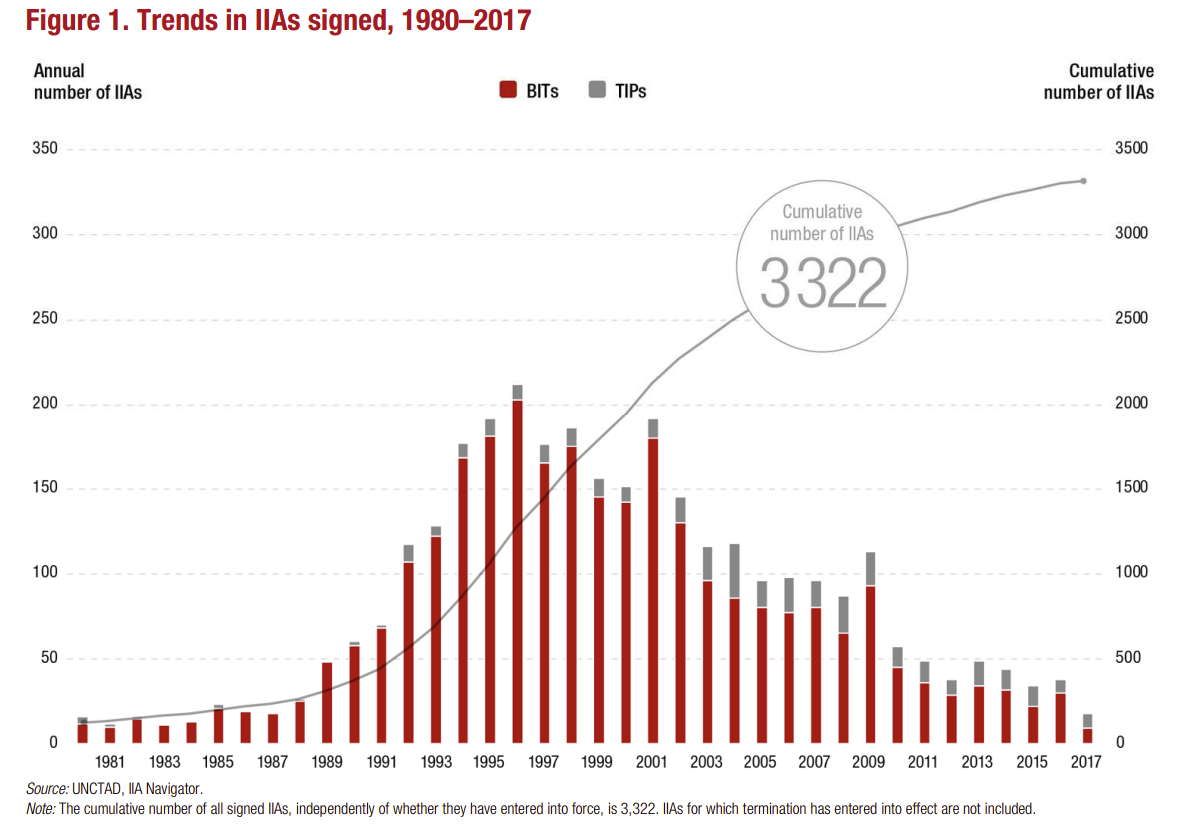 Figure 1. Trends in IIAs signed, 1980–2017
Annual
number of IIAs
BITs
TIPs
Cumulative
number of IIAs
350
3500
300
3000
250
2500
200
2000
150
1500
100
1000
50
500
0
0
Cumulative
number of IIAs
3 322
1981 1983 1985 1987 1989 1991 1993 1995 1997 1999 2001 2003 2005 2007 2009 2011 2013 2015 2017
Source: UNCTAD, IIA Navigator.
Note: The cumulative number of all signed IIAs, independently of whether they have entered into force, is 3,322. IIAs for which termination has entered into effect are not included.